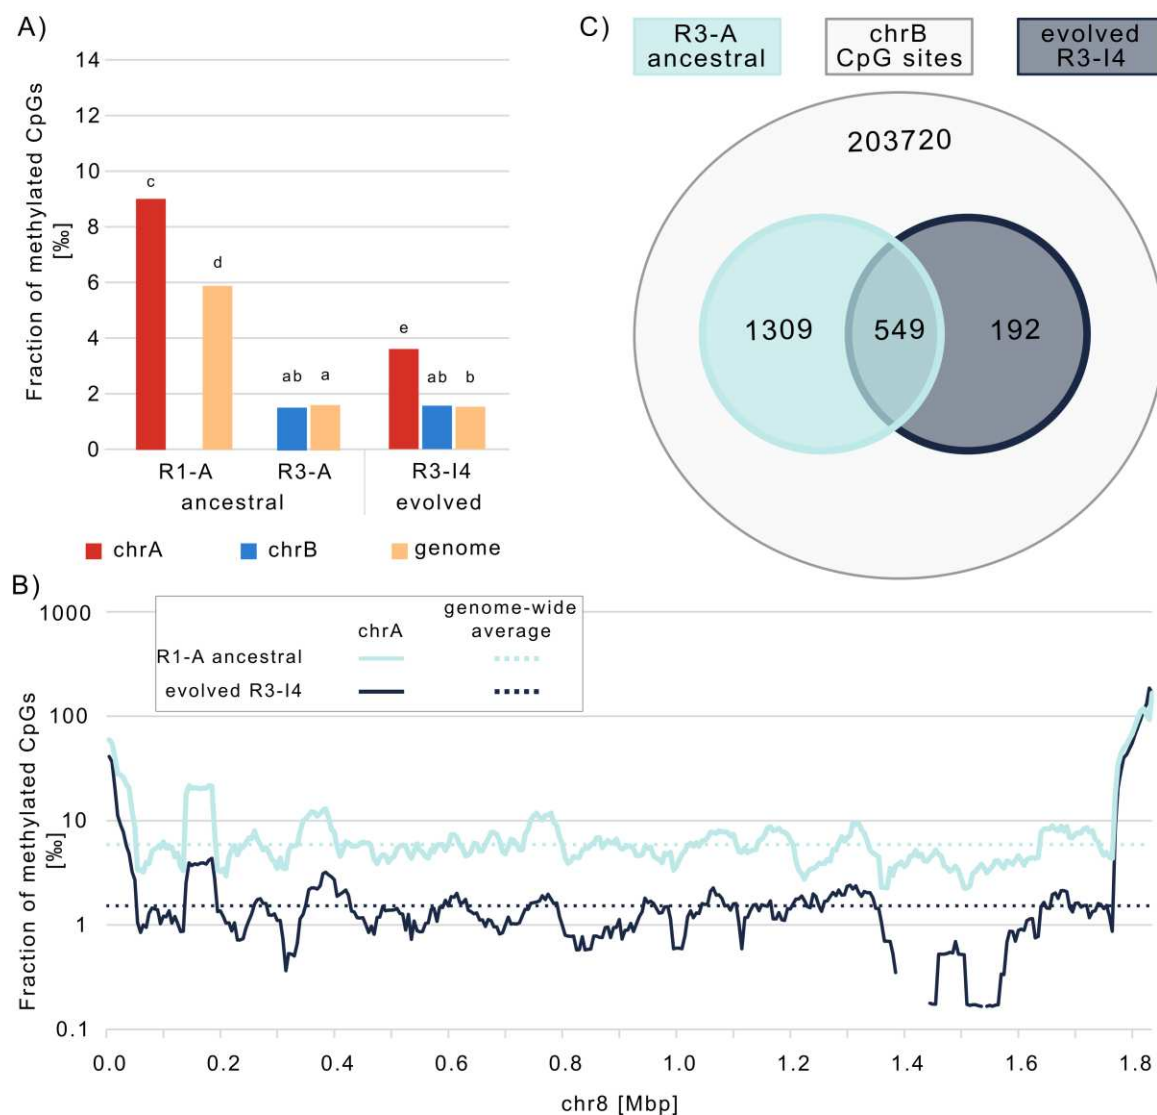 A)
Fraction of methylated CpGs
[‰]
14
12
10
8
6
4
2
0
c
d
ab
a
e
ab
b
R1-A
R3-A
R3-I4
ancestral
evolved
chrA
chrB
genome
C)
R3-A
ancestral
chrB
CpG sites
evolved
R3-I4
203720
1309
549
192
B)
Fraction of methylated CpGs
[‰]
1000
100
10
1
0.1
genome-wide
chrA average
R1-A ancestral
evolved R3-I4
0.0 0.2 0.4 0.6 0.8 1.0 1.2 1.4 1.6 1.8
chr8 [Mbp]